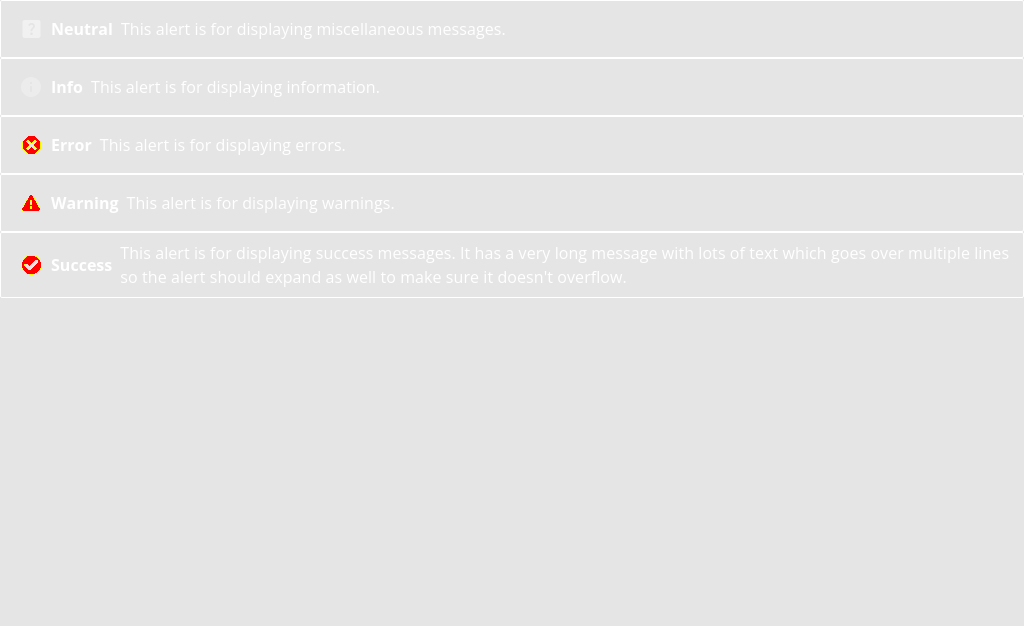 Neutral This alert is for displaying miscellaneous messages.
Info This alert is for displaying information.
Error This alert is for displaying errors.
Warning This alert is for displaying warnings.
Success This alert is for displaying success messages. It has a very long message with lots of text which goes over multiple lines
so the alert should expand as well to make sure it doesn't overflow.